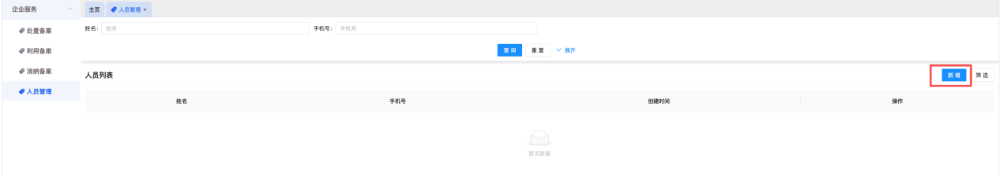 企业服务
主页 人员管理 ×
处置备案
利用备案
消纳备案
人员管理
姓名: 姓名 手机号: 手机号
查询 重置 展开
人员列表 新增 筛选
姓名 手机号 创建时间 操作
暂无数据